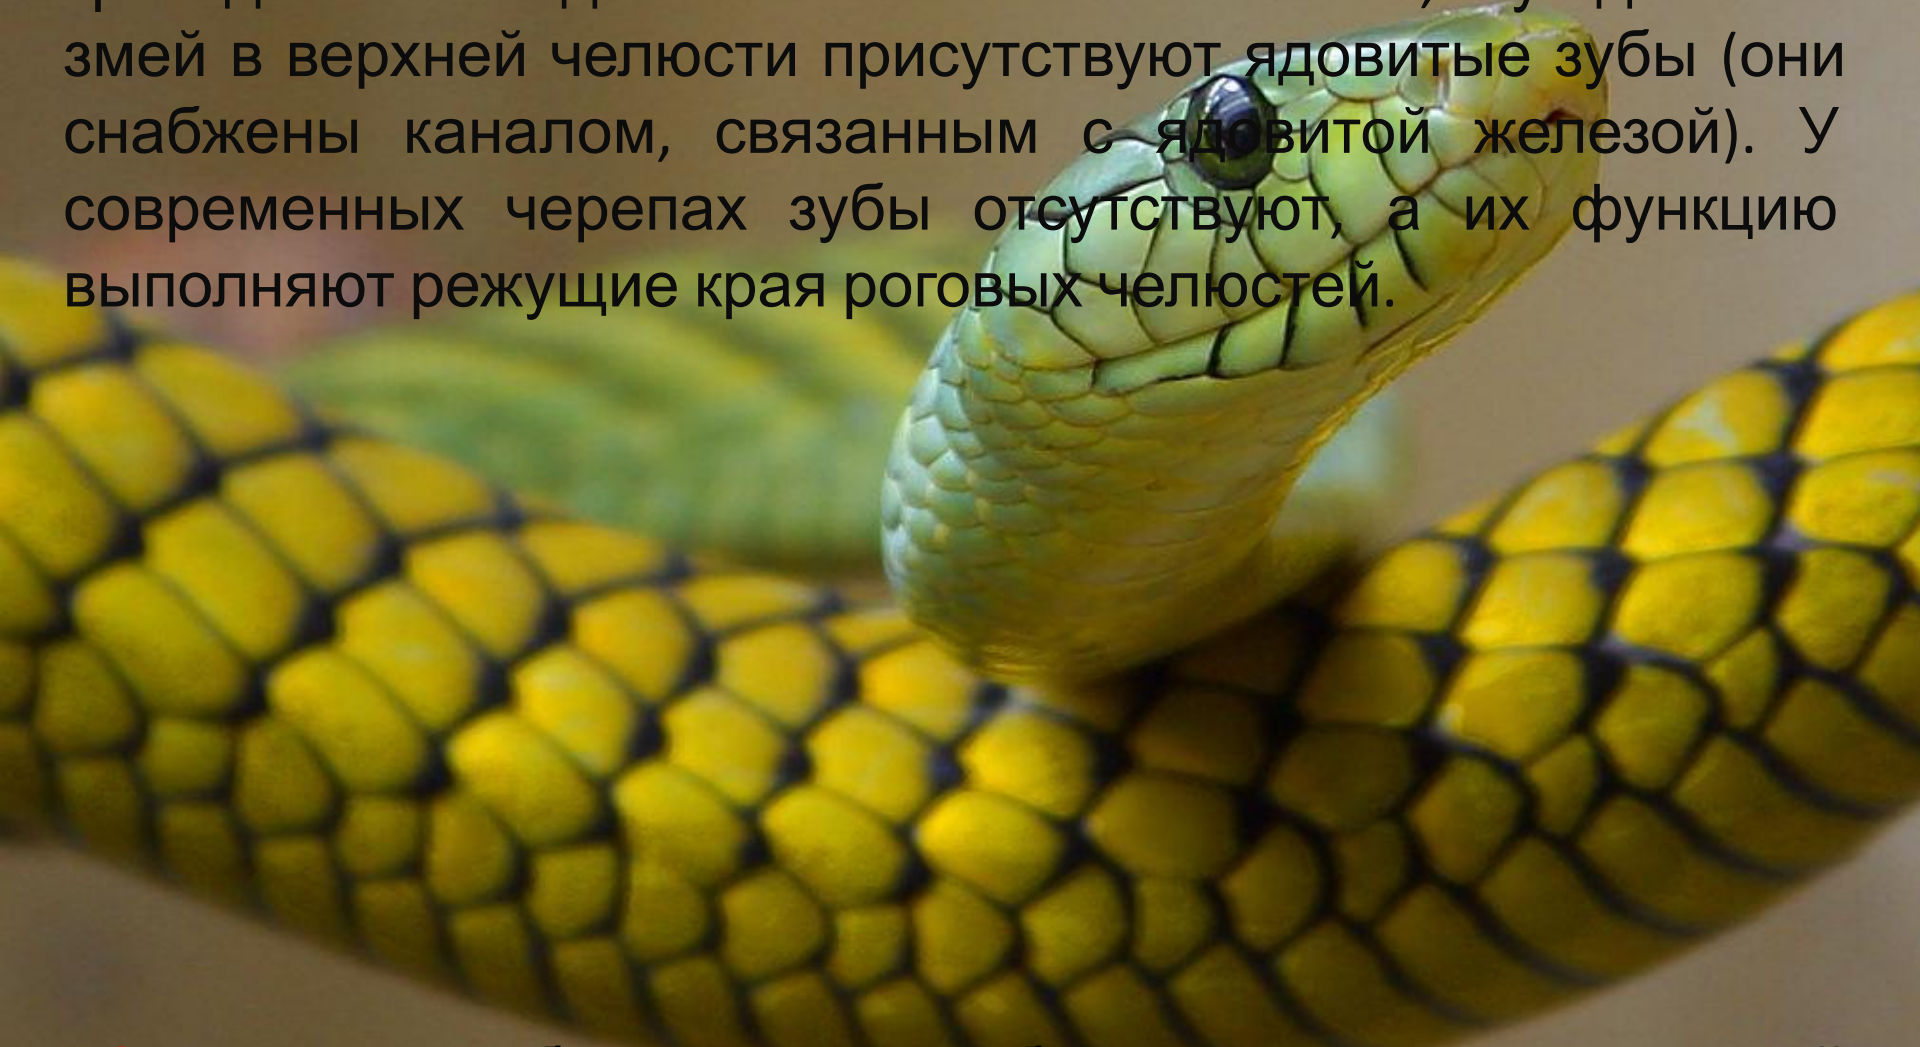 змей в верхней челюсти присутствуют ядовитые зубы (они
снабжены каналом, связанным с ядовитой железой). У
современных черепах зубы отсутствуют, а их функцию
выполняют режущие края роговых челюстей.